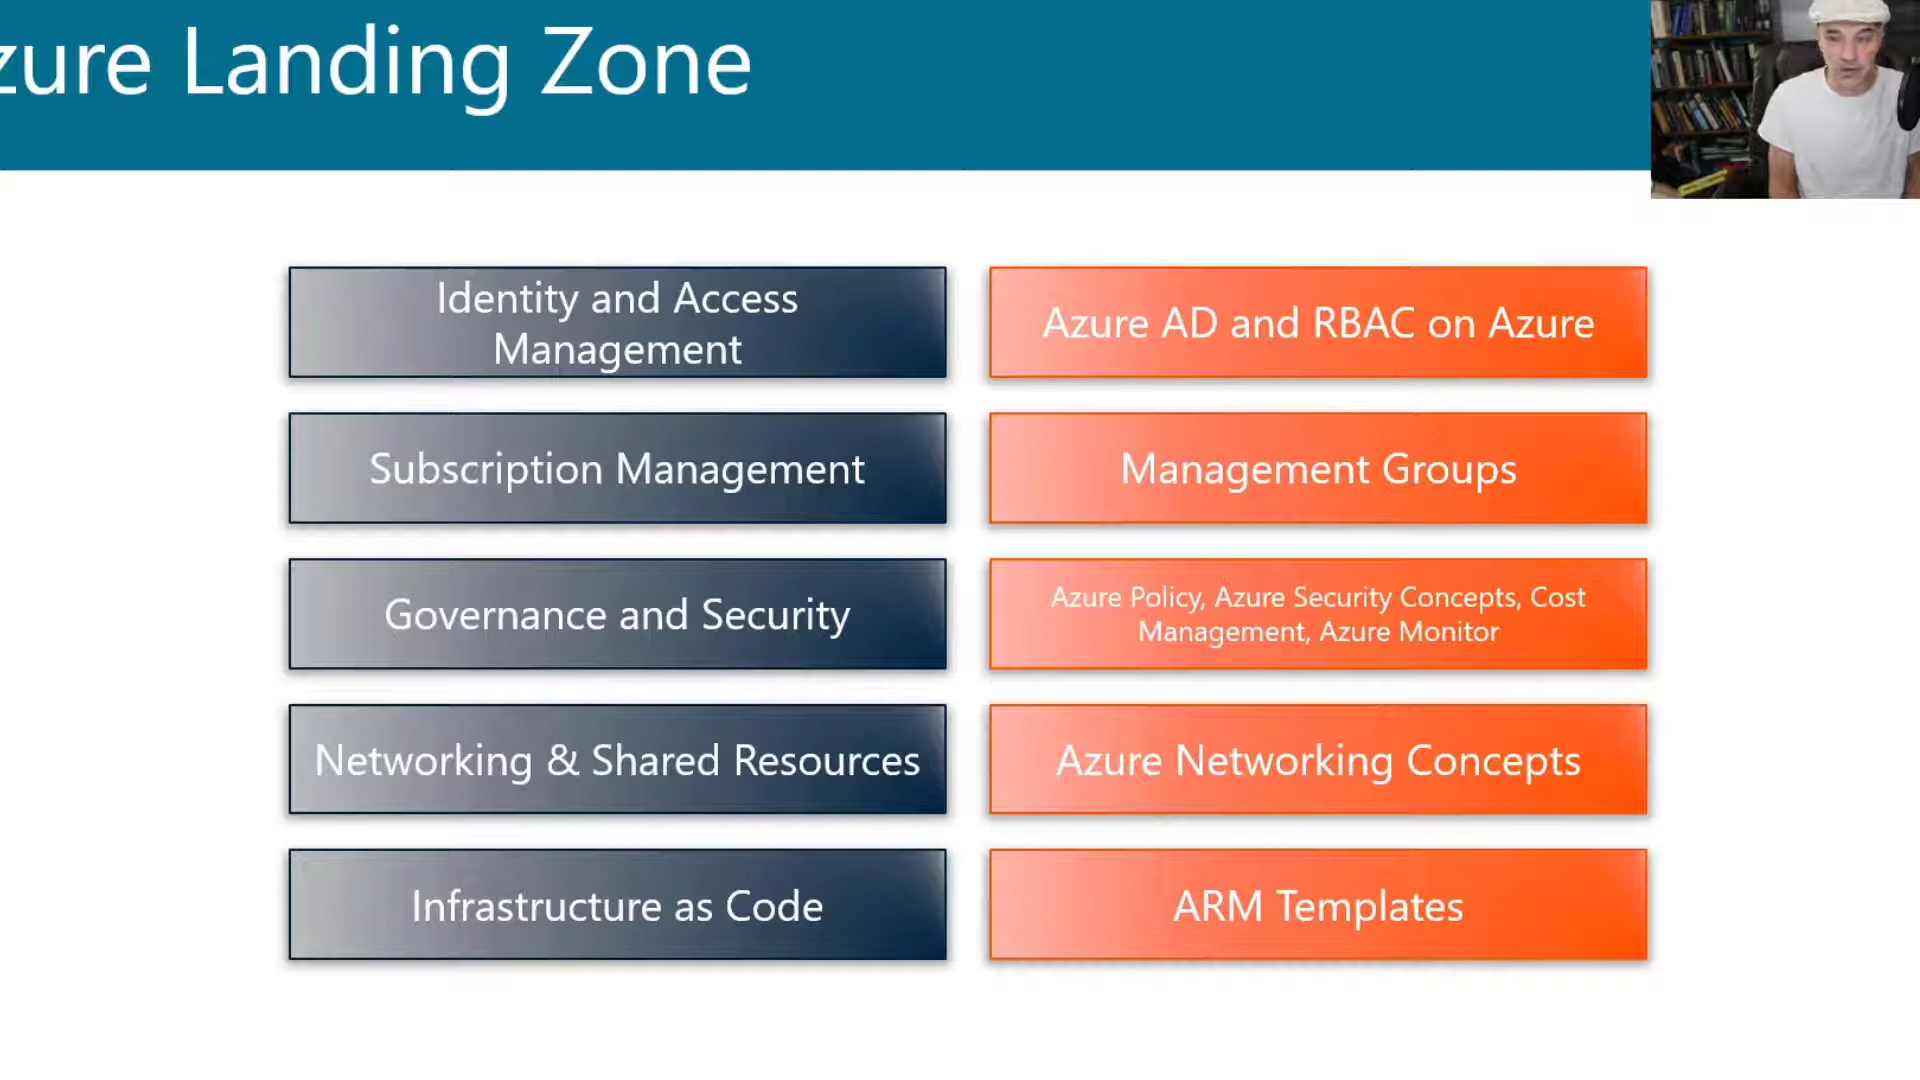 zure Landing Zone
Identity and Access
Management
Azure AD and RBAC on Azure
Subscription Management
Management Groups
Governance and Security
Azure Policy, Azure Security Concepts, Cost
Management, Azure Monitor
Networking & Shared Resources
Azure Networking Concepts
Infrastructure as Code
ARM Templates